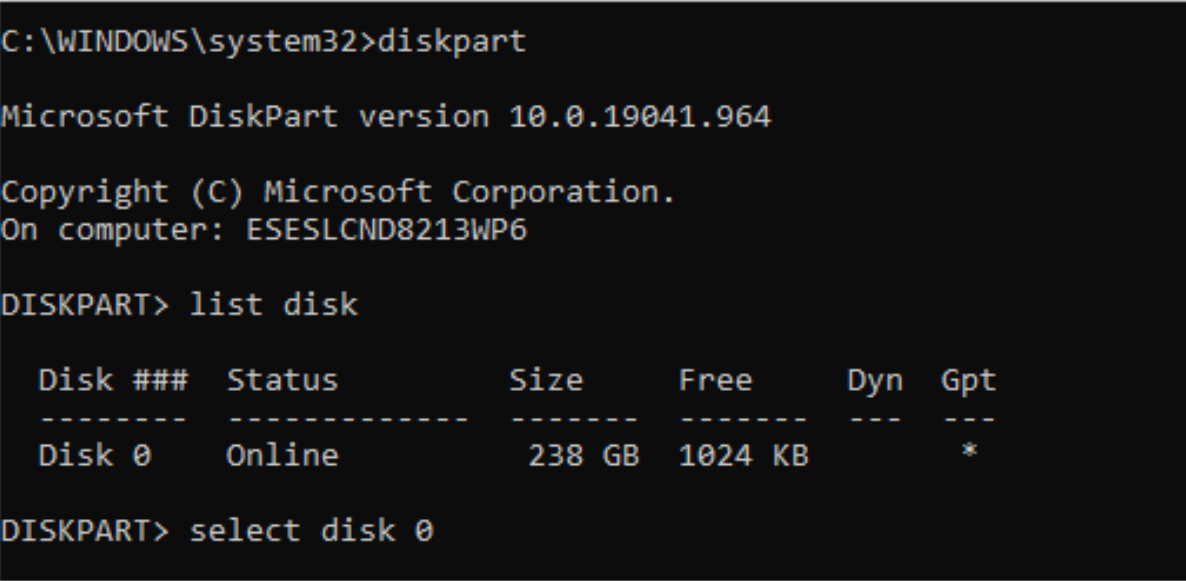 C:\WINDOWS\system32>diskpart
Microsoft DiskPart version 10.0.19041.964
Copyright (C) Microsoft Corporation.
On computer: ESESLCND8213WP6
DISKPART> list disk
Disk ### Status Size Free Dyn Gpt
-------- ------------- ------- ------- --- ---
Disk 0 Online 238 GB 1024 KB *
DISKPART> select disk 0